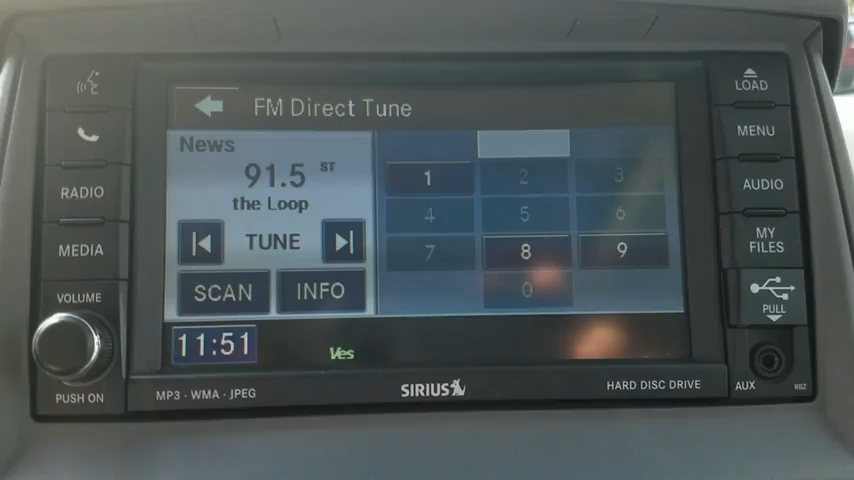 LOAD
FM Direct Tune
MENU
News
91.5 ST
the Loop
1 2 3
4 5 6
7 8 9
0
RADIO
AUDIO
MEDIA
TUNE
MY
FILES
SCAN INFO
VOLUME
PULL
11:51
Ves
PUSH ON
MP3 · WMA · JPEG
SIRIUS
HARD DISC DRIVE
AUX
RBZ